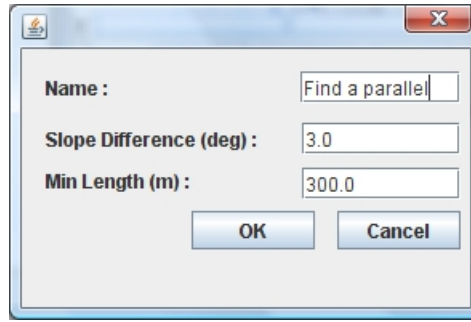 Name : Find a parallel
Slope Difference (deg) : 3.0
Min Length (m) : 300.0
OK Cancel